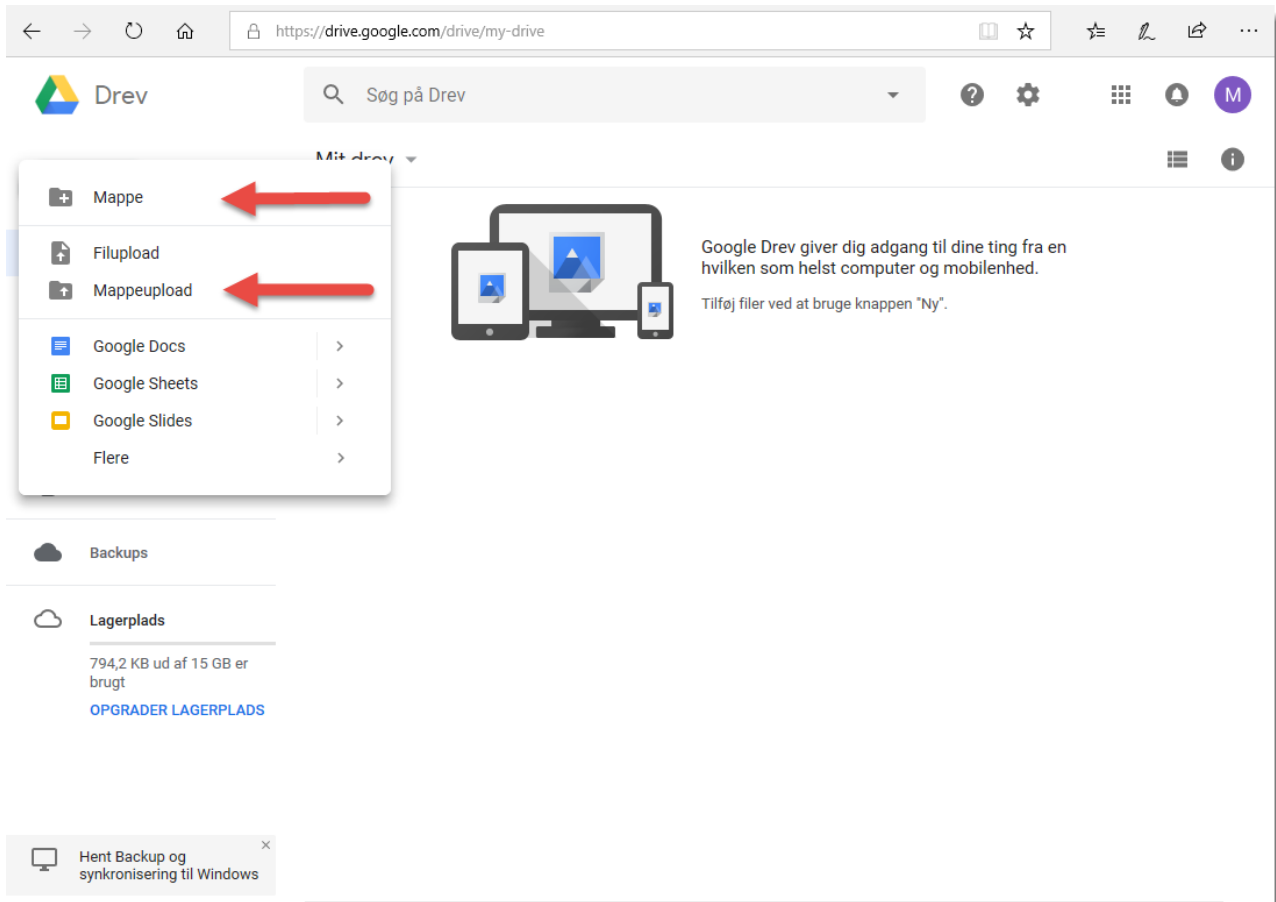 https://drive.google.com/drive/my-drive
Drev
Søg på Drev
M
Mit drev
Mappe
Filupload
Mappeupload
Google Docs
Google Sheets
Google Slides
Flere
Google Drev giver dig adgang til dine ting fra en
hvilken som helst computer og mobilenhed.
Tilføj filer ved at bruge knappen "Ny".
Backups
Lagerplads
794,2 KB ud af 15 GB er
brugt
OPGRADER LAGERPLADS
Hent Backup og
synkronisering til Windows